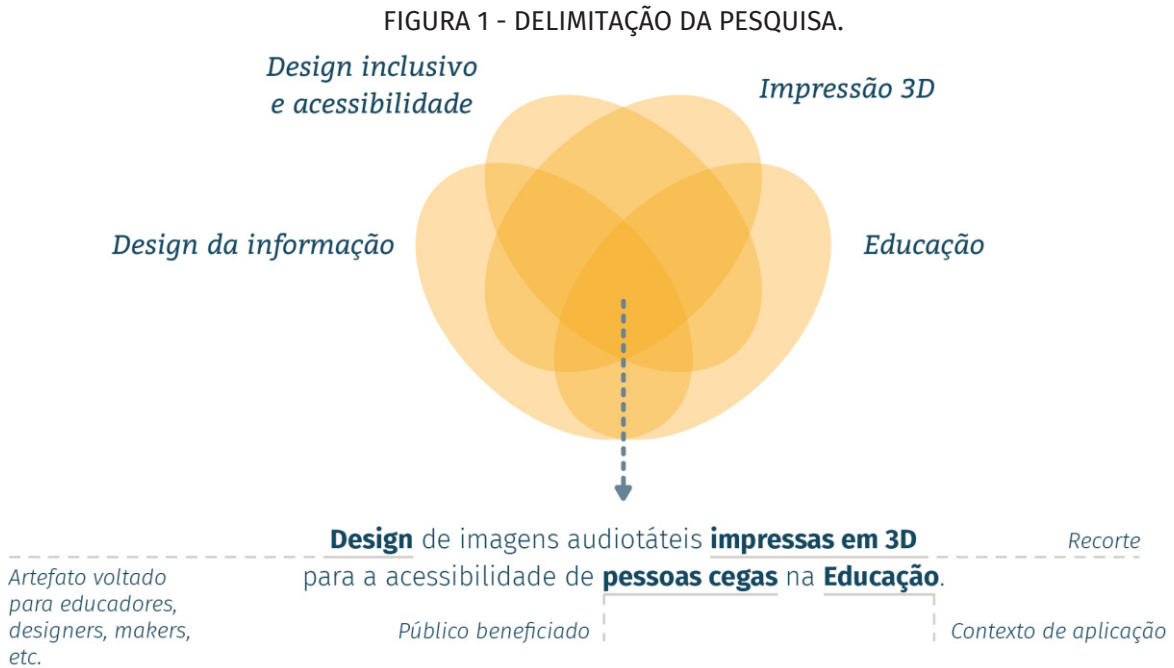 FIGURA 1 - DELIMITAÇÃO DA PESQUISA.
Design inclusivo
e acessibilidade
Impressão 3D
Design da informação
Educação
Design de imagens audiotáteis impressas em 3D
para a acessibilidade de pessoas cegas na Educação.
Recorte
Artefato voltado
para educadores,
designers, makers,
etc.
Público beneficiado
Contexto de aplicação